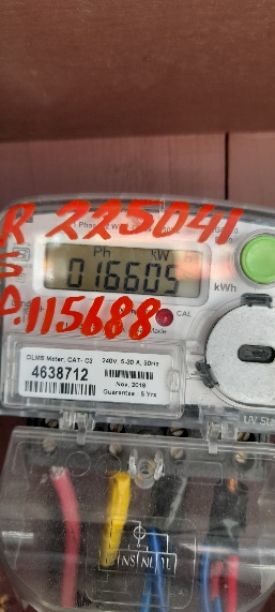 R 225041
Ph kW
016605
kWh
P.115688
CAL
DLMS Meter, CAT- C2 240V, 5-30 A, 50Hz
4638712
Nov, 2018
Guarantee : 5 Yrs